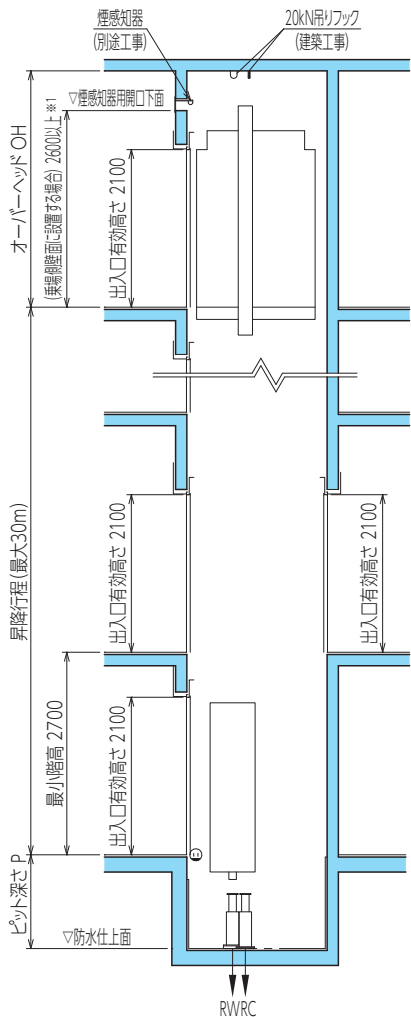 煙感知器
(別途工事)
20kN吊りフック
(建築工事)
▽煙感知器用開口下面
オーバーヘッド OH
(乗場側壁面に設置する場合) 2600以上 ※1
出入口有効高さ 2100
昇降行程(最大30m)
出入口有効高さ 2100
出入口有効高さ 2100
最小階高 2700
出入口有効高さ 2100
ピット深さ P
▽防水仕上面
RWRC